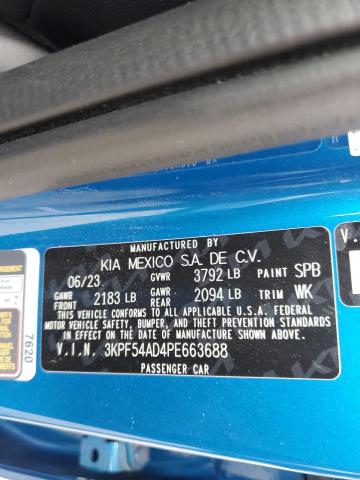 MANUFACTURED BY
KIA MEXICO S.A. DE C.V.
06/23 GVWR 3792 LB PAINT SPB
GAWR FRONT 2183 LB GAWR REAR 2094 LB TRIM WK
THIS VEHICLE CONFORMS TO ALL APPLICABLE U.S.A. FEDERAL
MOTOR VEHICLE SAFETY, BUMPER, AND THEFT PREVENTION STANDARDS
IN EFFECT ON THE DATE OF MANUFACTURE SHOWN ABOVE.
V.I.N. 3KPF54AD4PE663688
PASSENGER CAR
7620
V.